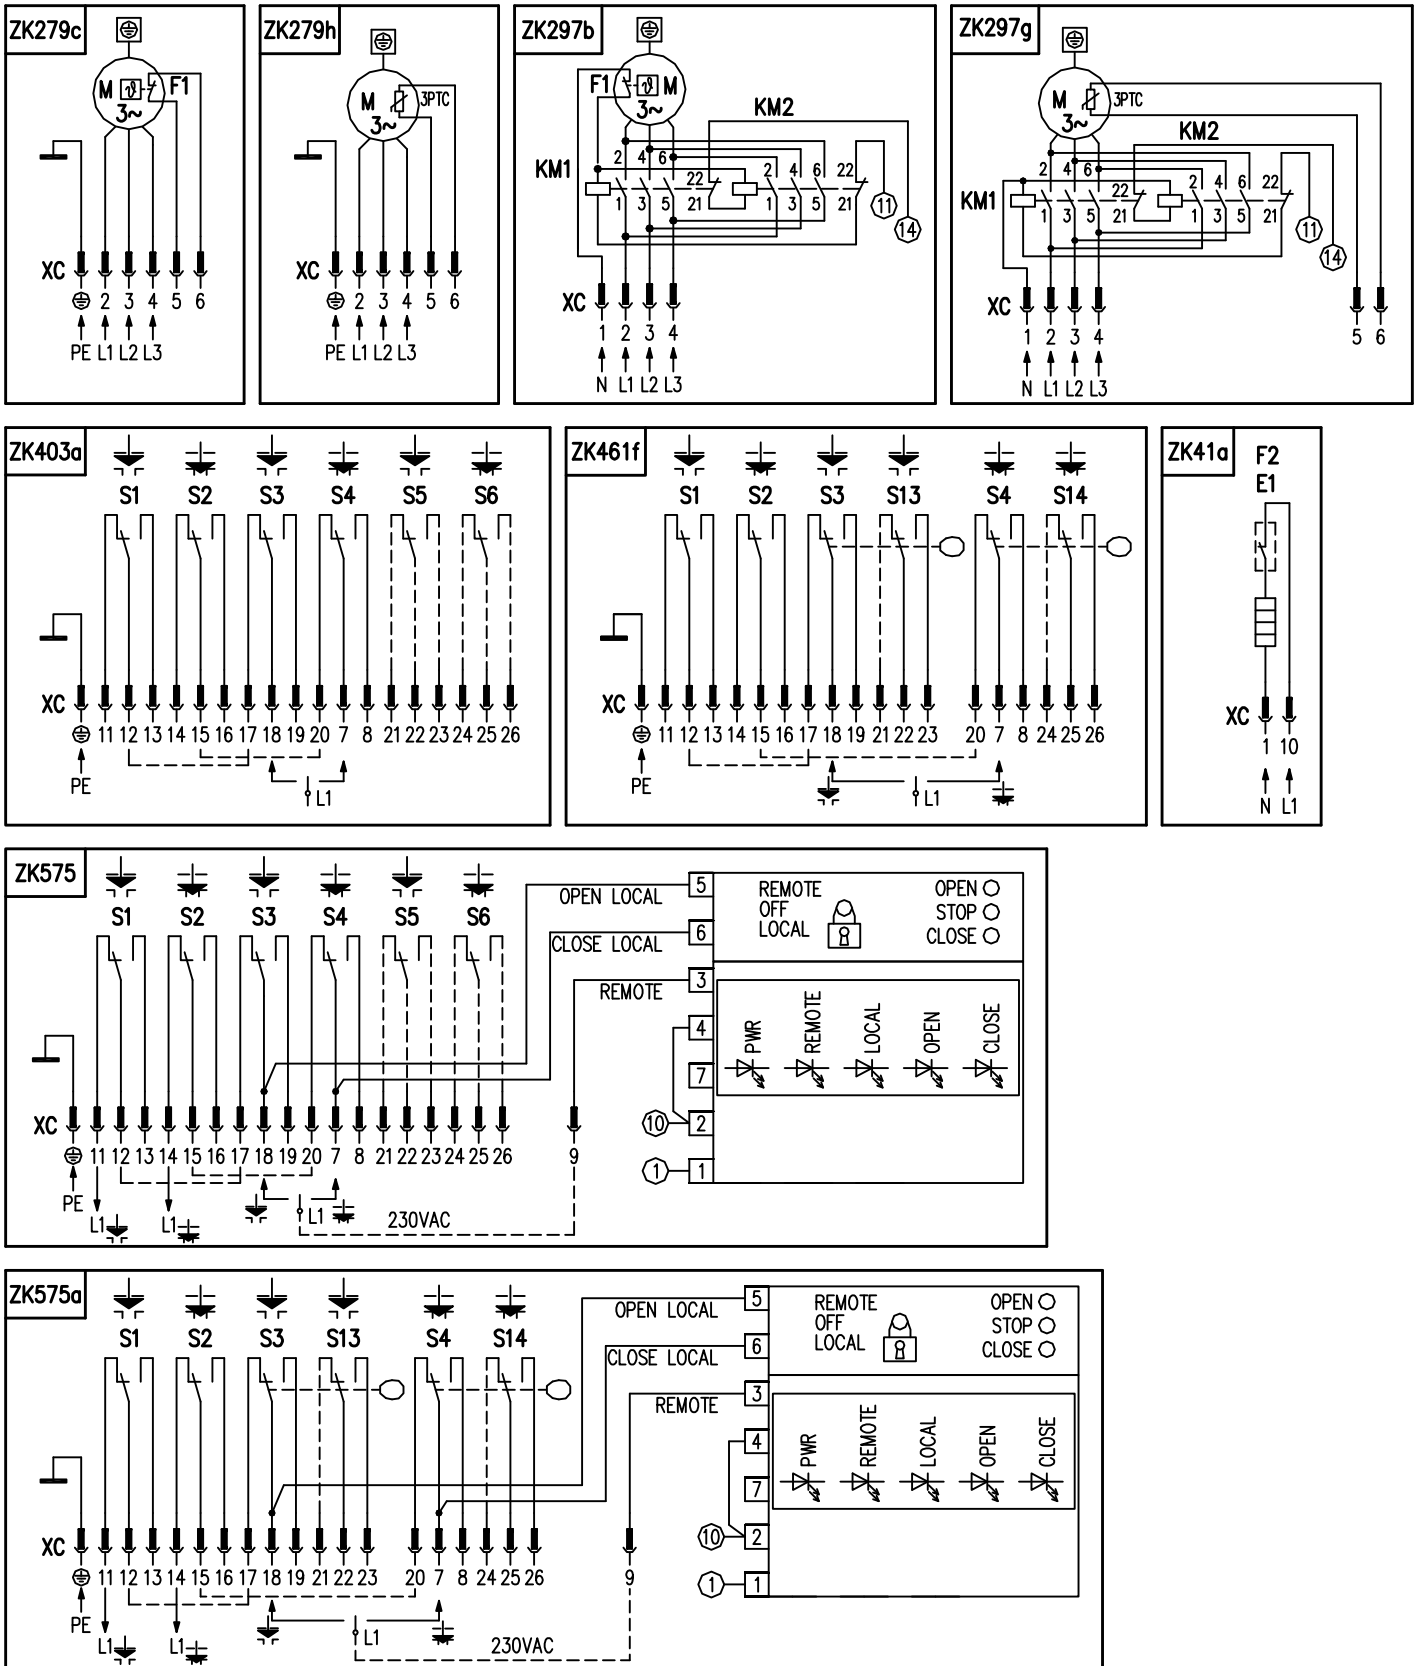 ZK279c
M
ϑ
F1
3~
XC
2 3 4 5 6
PE L1 L2 L3
ZK279h
M
3PTC
3~
XC
2 3 4 5 6
PE L1 L2 L3
ZK297b
F1
ϑ
M
3~
KM2
2 4 6 22
2 4 6 22
KM1
1 3 5 21
1 3 5 21
11
14
XC
1 2 3 4
N L1 L2 L3
ZK297g
M
3PTC
3~
KM2
2 4 6 22
2 4 6 22
KM1
1 3 5 21
1 3 5 21
11
14
XC
1 2 3 4 5 6
N L1 L2 L3
ZK403a
S1 S2 S3 S4 S5 S6
XC
11 12 13 14 15 16 17 18 19 20 7 8 21 22 23 24 25 26
PE
L1
ZK461f
S1 S2 S3 S13 S4 S14
XC
11 12 13 14 15 16 17 18 19 21 22 23 20 7 8 24 25 26
PE
L1
ZK41a
F2
E1
XC
1 10
N L1
ZK575
S1 S2 S3 S4 S5 S6
OPEN LOCAL
CLOSE LOCAL
REMOTE
5
6
3
4
7
10 2
1 1
REMOTE
OFF
LOCAL
OPEN
STOP
CLOSE
PWR
REMOTE
LOCAL
OPEN
CLOSE
XC
11 12 13 14 15 16 17 18 19 20 7 8 21 22 23 24 25 26 9
PE
L1 L1 L1
230VAC
ZK575a
S1 S2 S3 S13 S4 S14
OPEN LOCAL
CLOSE LOCAL
REMOTE
5
6
3
4
7
10 2
1 1
REMOTE
OFF
LOCAL
OPEN
STOP
CLOSE
PWR
REMOTE
LOCAL
OPEN
CLOSE
XC
11 12 13 14 15 16 17 18 19 21 22 23 20 7 8 24 25 26 9
PE
L1 L1 L1
230VAC